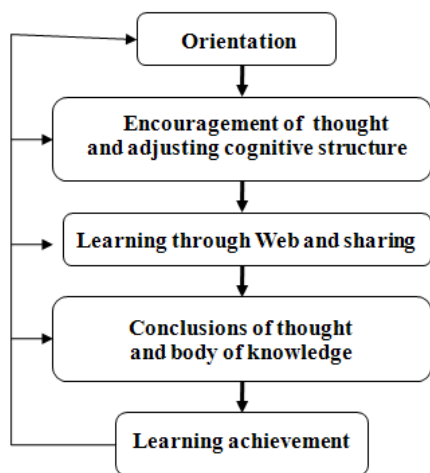 Orientation
Encouragement of thought
and adjusting cognitive structure
Learning through Web and sharing
Conclusions of thought
and body of knowledge
Learning achievement